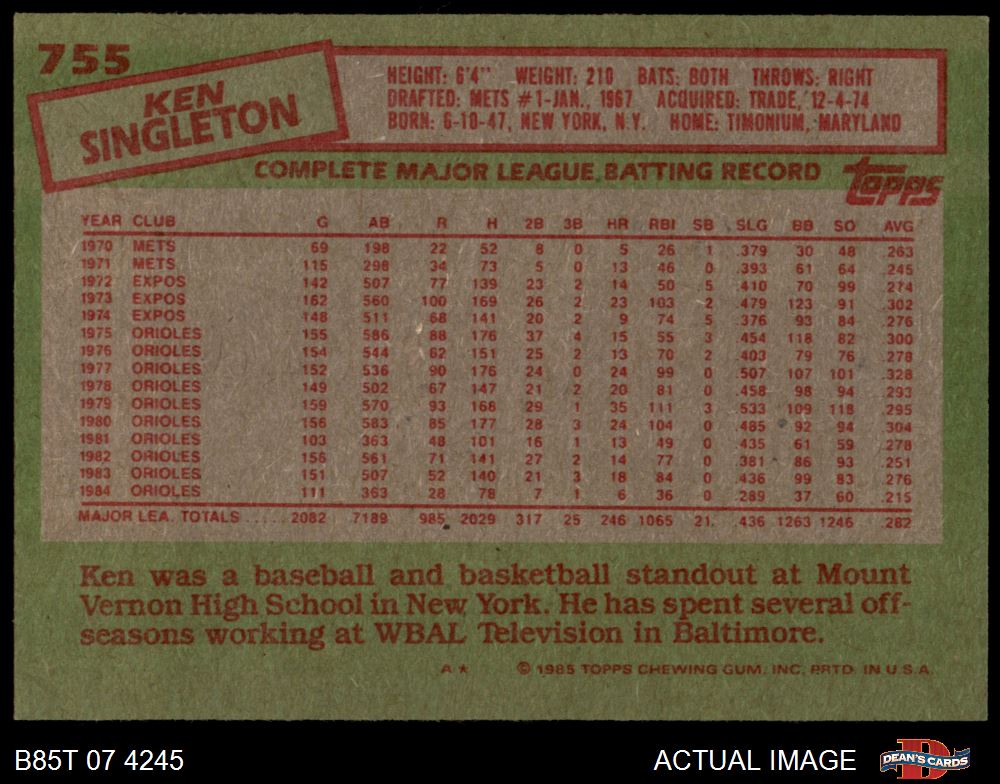 755
KEN
SINGLETON
HEIGHT: 6'4" WEIGHT: 210 BATS: BOTH THROWS: RIGHT
DRAFTED: METS #1-JAN., 1967 ACQUIRED: TRADE, 12-4-74
BORN: 6-10-47, NEW YORK, N.Y. HOME: TIMONIUM, MARYLAND
COMPLETE MAJOR LEAGUE BATTING RECORD
topps
YEAR CLUB G AB R H 2B 3B HR RBI SB SLG BB SO AVG
1970 METS 69 198 22 52 8 0 5 26 1 .379 30 48 .263
1971 METS 115 298 34 73 5 0 13 46 0 .393 61 64 .245
1972 EXPOS 142 507 77 139 23 2 14 50 5 .410 70 99 .274
1973 EXPOS 162 560 100 169 26 2 23 103 2 .479 123 91 .302
1974 EXPOS 148 511 68 141 20 2 9 74 5 .376 93 84 .276
1975 ORIOLES 155 586 88 176 37 4 15 55 3 .454 118 82 .300
1976 ORIOLES 154 544 62 151 25 2 13 70 2 .403 79 76 .278
1977 ORIOLES 152 536 90 176 24 0 24 99 0 .507 107 101 .328
1978 ORIOLES 149 502 67 147 21 2 20 81 0 .458 98 94 .293
1979 ORIOLES 159 570 93 168 29 1 35 111 3 .533 109 118 .295
1980 ORIOLES 156 583 85 177 28 3 24 104 0 .485 92 94 .304
1981 ORIOLES 103 363 48 101 16 1 13 49 0 .435 61 59 .278
1982 ORIOLES 156 561 71 141 27 2 14 77 0 .381 86 93 .251
1983 ORIOLES 151 507 52 140 21 3 18 84 0 .436 99 83 .276
1984 ORIOLES 111 363 28 78 7 1 6 36 0 .289 37 60 .215
MAJOR LEA. TOTALS ..... 2082 7189 985 2029 317 25 246 1065 21 .436 1263 1246 .282
Ken was a baseball and basketball standout at Mount
Vernon High School in New York. He has spent several off-
seasons working at WBAL Television in Baltimore.
A* © 1985 TOPPS CHEWING GUM, INC. PRTD. IN U.S.A.
B85T 07 4245 ACTUAL IMAGE DEAN'S CARDS